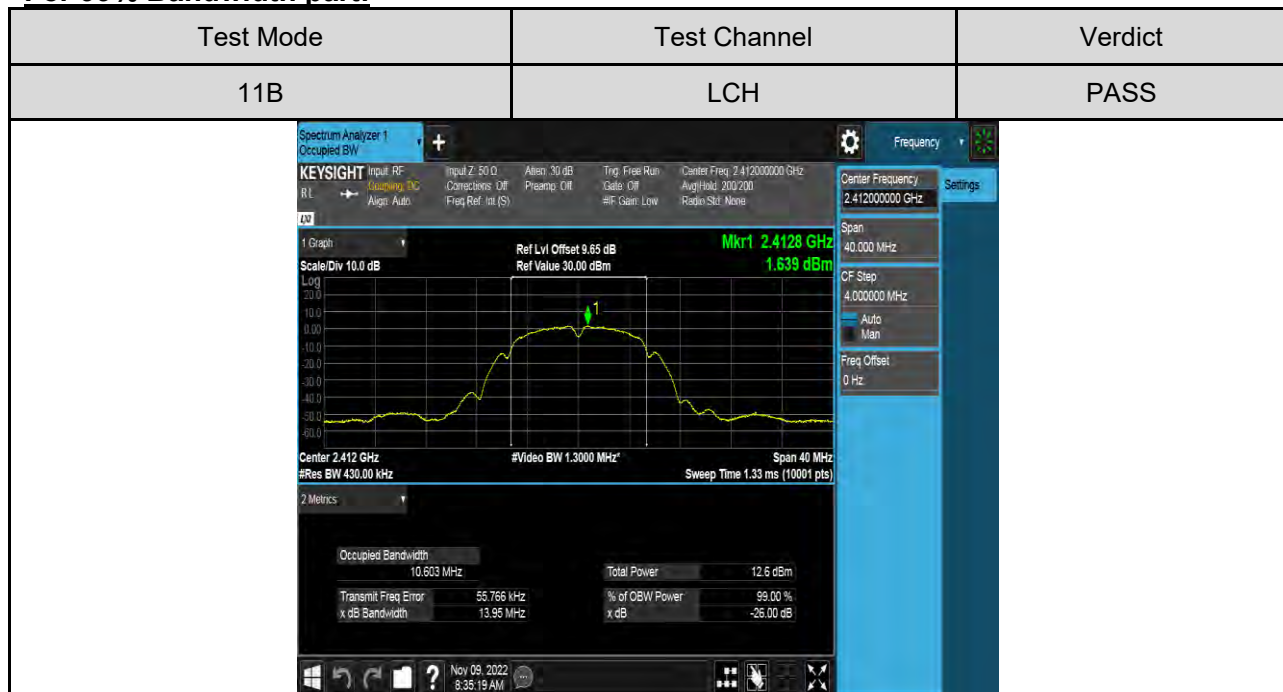 Test Mode Test Channel Verdict
11B LCH PASS
Spectrum Analyzer 1
Occupied BW
+
Frequency
KEYSIGHT Input: RF
Coupling: DC
Align: Auto
Input Z: 50 Ω
Corrections: Off
Freq Ref: Int (S)
Atten: 30 dB
Preamp: Off
Trig: Free Run
Gate: Off
#IF Gain: Low
Center Freq: 2.412000000 GHz
Avg|Hold: 200/200
Radio Std: None
Center Frequency
2.412000000 GHz
Settings
Span
40.000 MHz
CF Step
4.000000 MHz
Auto
Man
Freq Offset
0 Hz
1 Graph
Scale/Div 10.0 dB
Ref Lvl Offset 9.65 dB
Ref Value 30.00 dBm
Mkr1 2.4128 GHz
1.639 dBm
Log
20.0
10.0
0.00
-10.0
-20.0
-30.0
-40.0
-50.0
-60.0
1
Center 2.412 GHz
#Res BW 430.00 kHz
#Video BW 1.3000 MHz*
Span 40 MHz
Sweep Time 1.33 ms (10001 pts)
2 Metrics
Occupied Bandwidth
10.603 MHz
Total Power 12.6 dBm
Transmit Freq Error 55.766 kHz
% of OBW Power 99.00 %
x dB Bandwidth 13.95 MHz
x dB -26.00 dB
?
Nov 09, 2022
8:35:19 AM